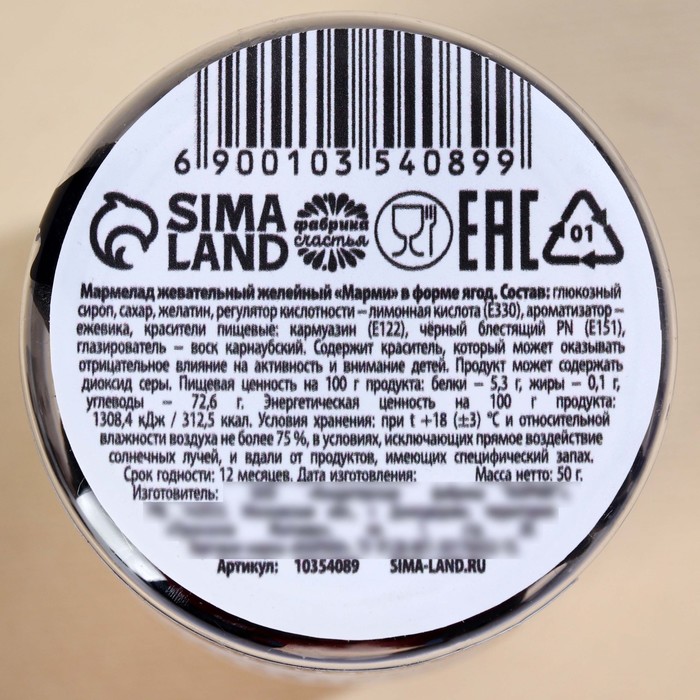 6 900103 540899
SIMA LAND фабрика счастья EAC 01
Мармелад жевательный желейный «Марми» в форме ягод. Состав: глюкозный
сироп, сахар, желатин, регулятор кислотности – лимонная кислота (Е330), ароматизатор –
ежевика, красители пищевые: кармуазин (Е122), чёрный блестящий PN (Е151),
глазирователь – воск карнаубский. Содержит краситель, который может оказывать
отрицательное влияние на активность и внимание детей. Продукт может содержать
диоксид серы. Пищевая ценность на 100 г продукта: белки – 5,3 г, жиры – 0,1 г,
углеводы – 72,6 г. Энергетическая ценность на 100 г продукта:
1308,4 кДж / 312,5 ккал. Условия хранения: при t +18 (±3) °С и относительной
влажности воздуха не более 75 %, в условиях, исключающих прямое воздействие
солнечных лучей, и вдали от продуктов, имеющих специфический запах.
Срок годности: 12 месяцев. Дата изготовления: Масса нетто: 50 г.
Изготовитель:
Артикул: 10354089 SIMA-LAND.RU